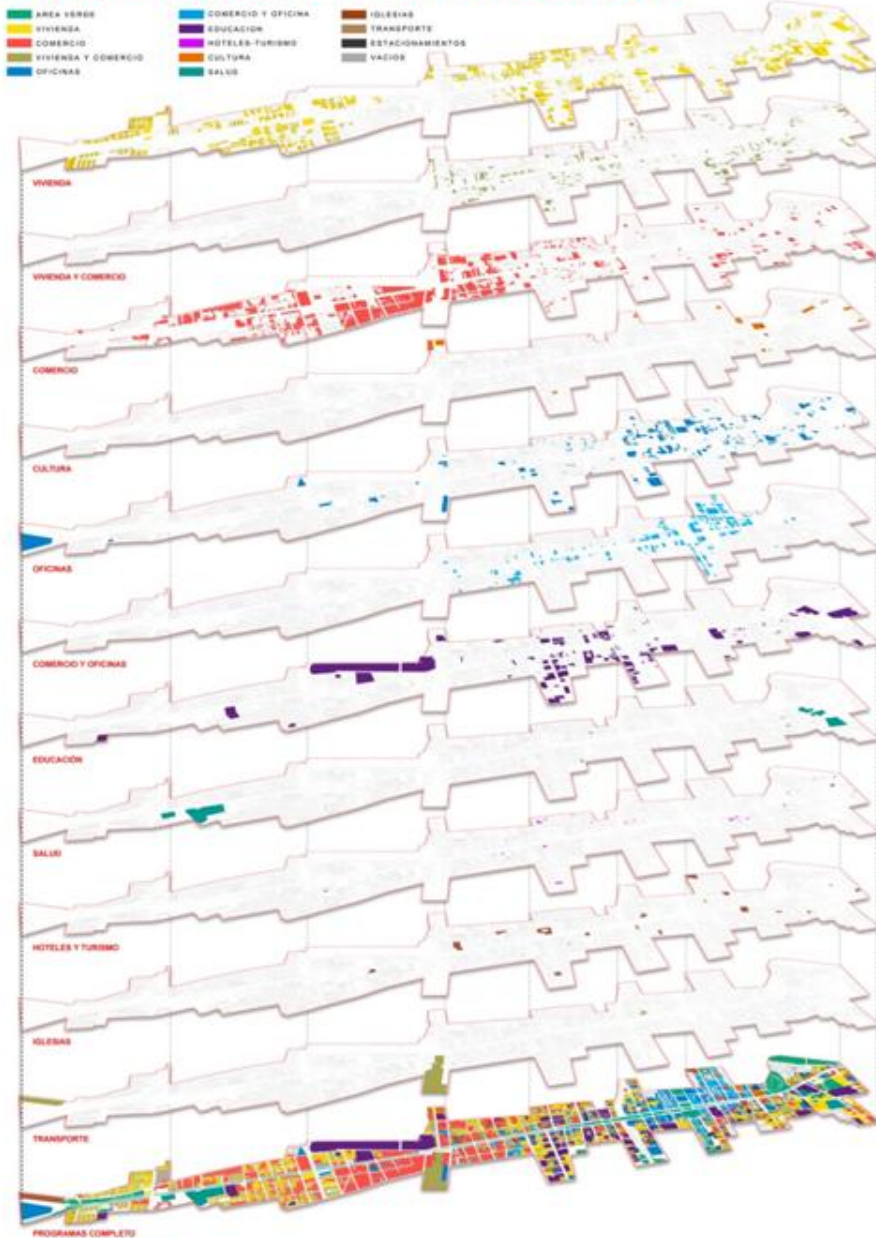 AREA VERDE
VIVIENDA
COMERCIO
VIVIENDA Y COMERCIO
OFICINAS
COMERCIO Y OFICINA
EDUCACION
HOTELES-TURISMO
CULTURA
SALUD
IGLESIAS
TRANSPORTE
ESTACIONAMIENTOS
VACIOS
VIVIENDA
VIVIENDA Y COMERCIO
COMERCIO
CULTURA
OFICINAS
COMERCIO Y OFICINAS
EDUCACIÓN
SALUD
HOTELES Y TURISMO
IGLESIAS
TRANSPORTE
PROGRAMAS COMPLETO